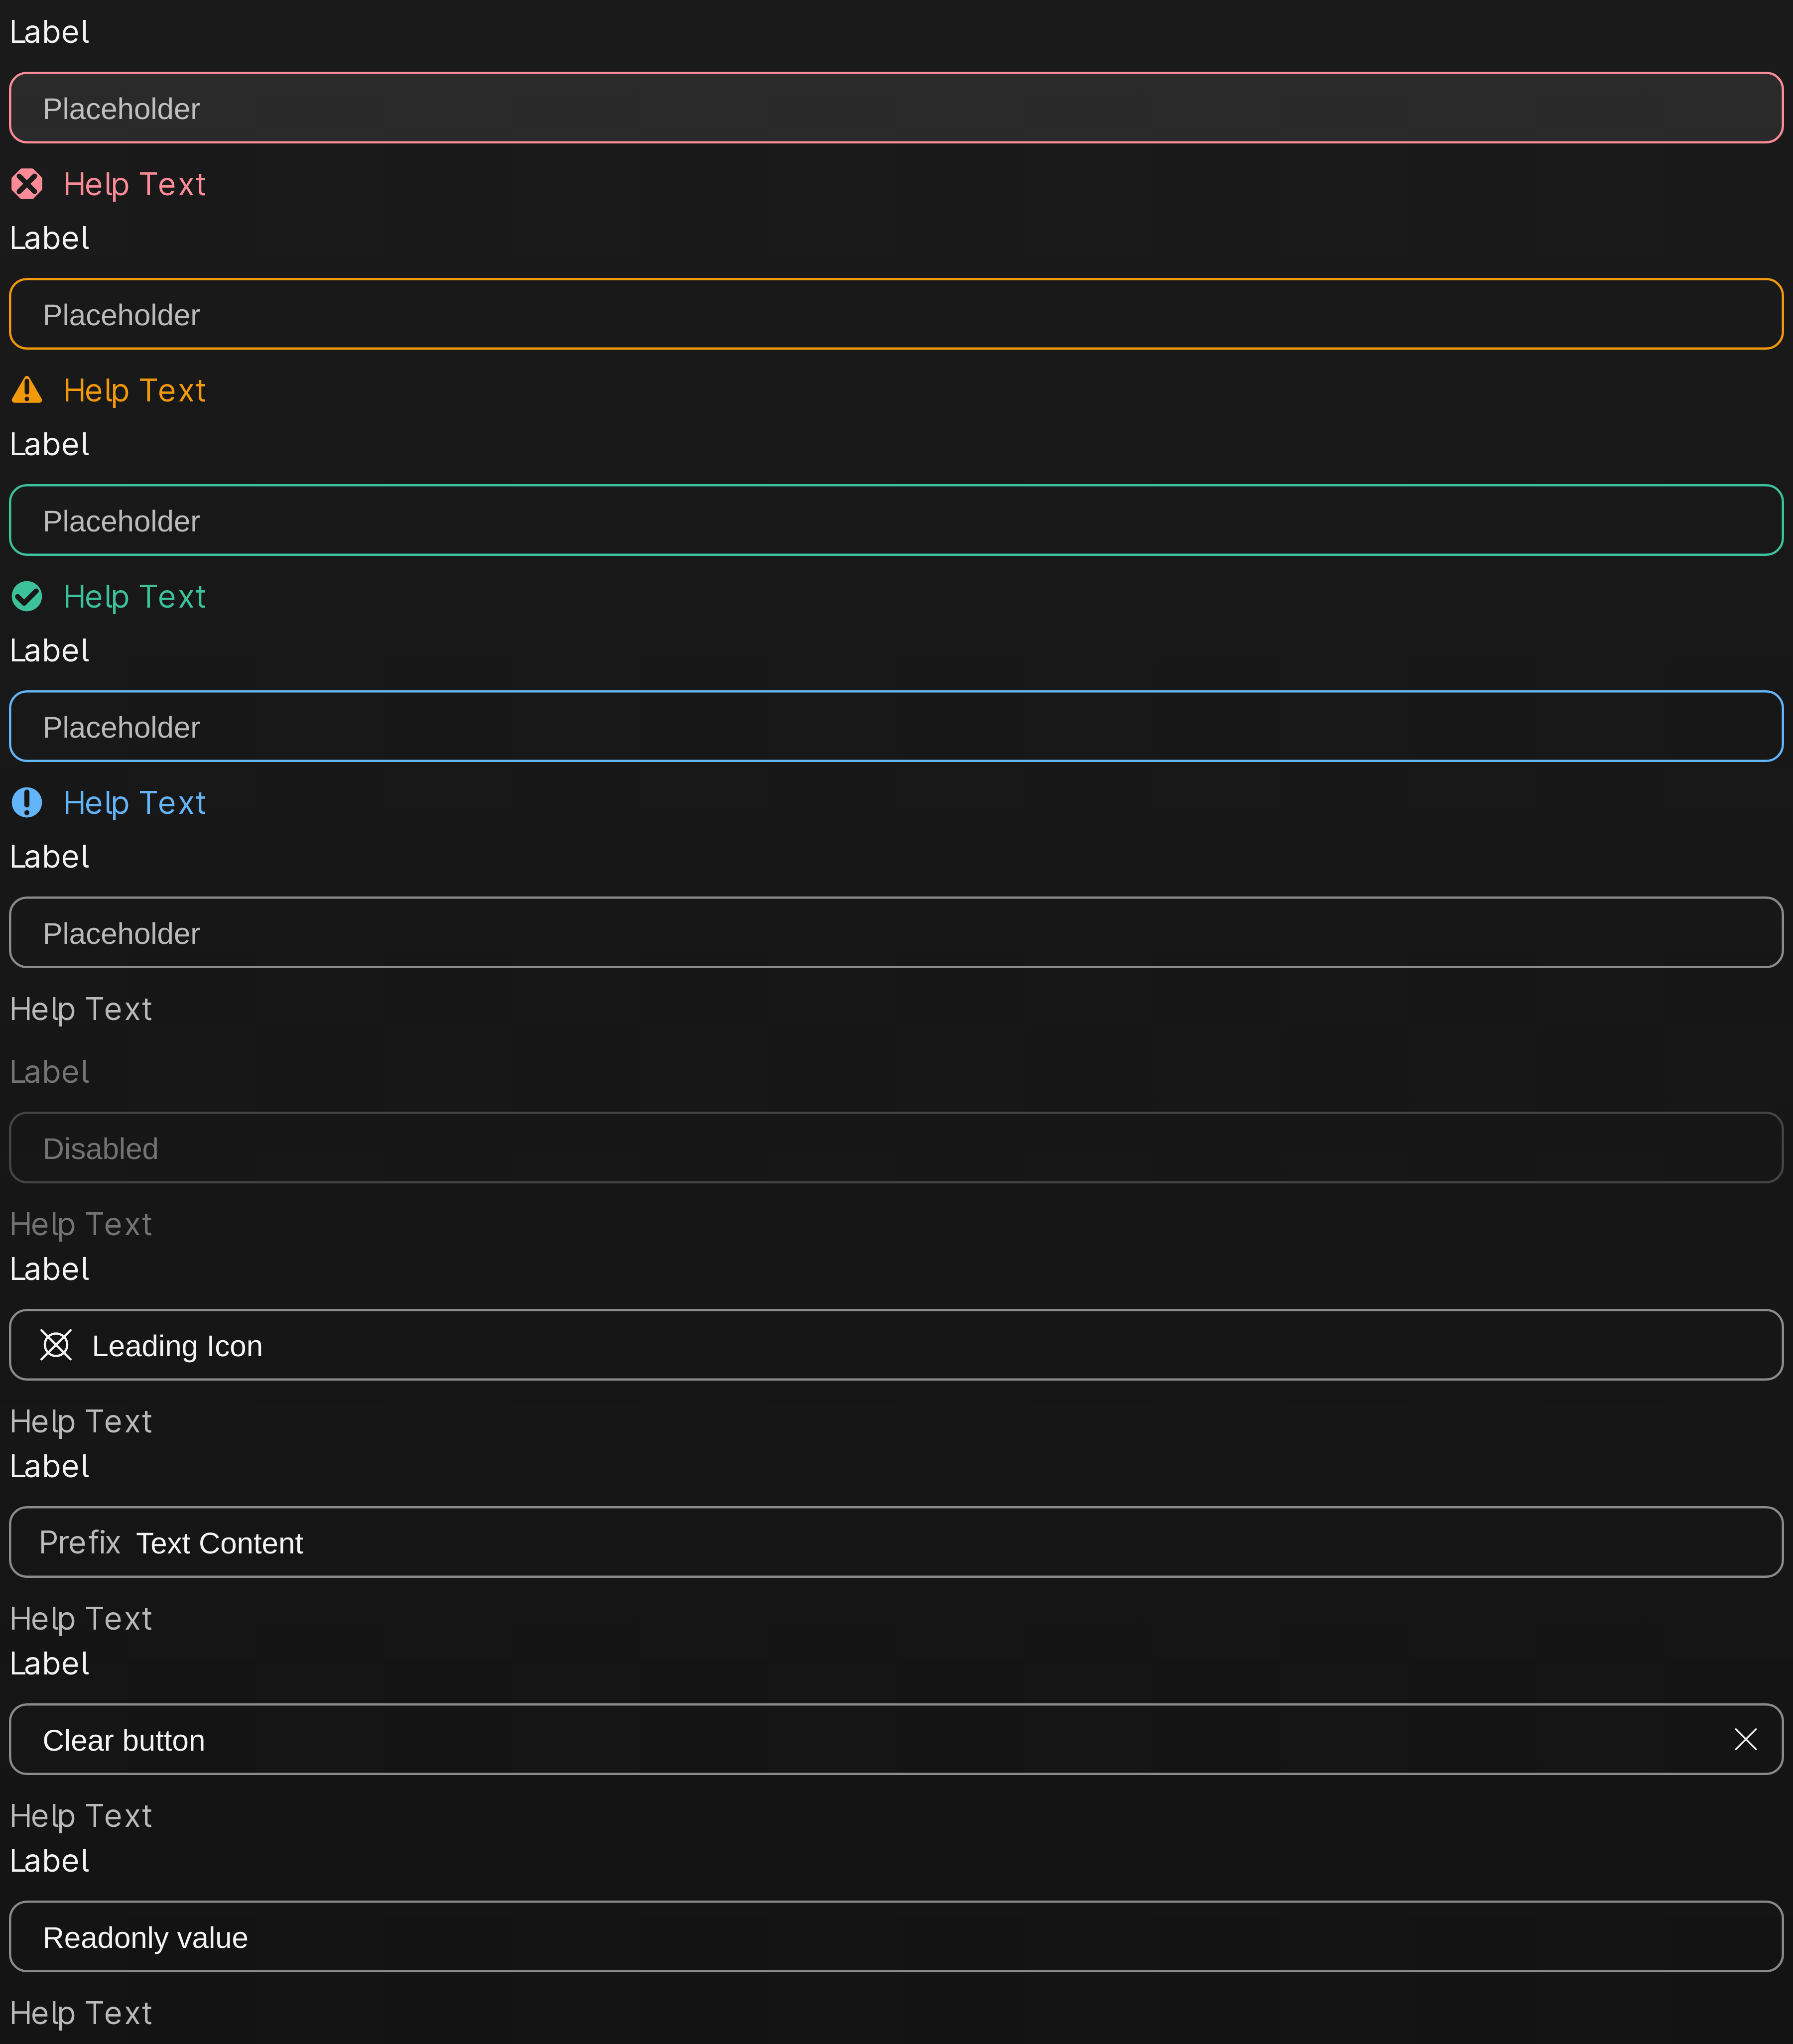 Label
Placeholder
Help Text
Label
Placeholder
Help Text
Label
Placeholder
Help Text
Label
Placeholder
Help Text
Label
Placeholder
Help Text
Label
Disabled
Help Text
Label
Leading Icon
Help Text
Label
Prefix Text Content
Help Text
Label
Clear button
Help Text
Label
Readonly value
Help Text